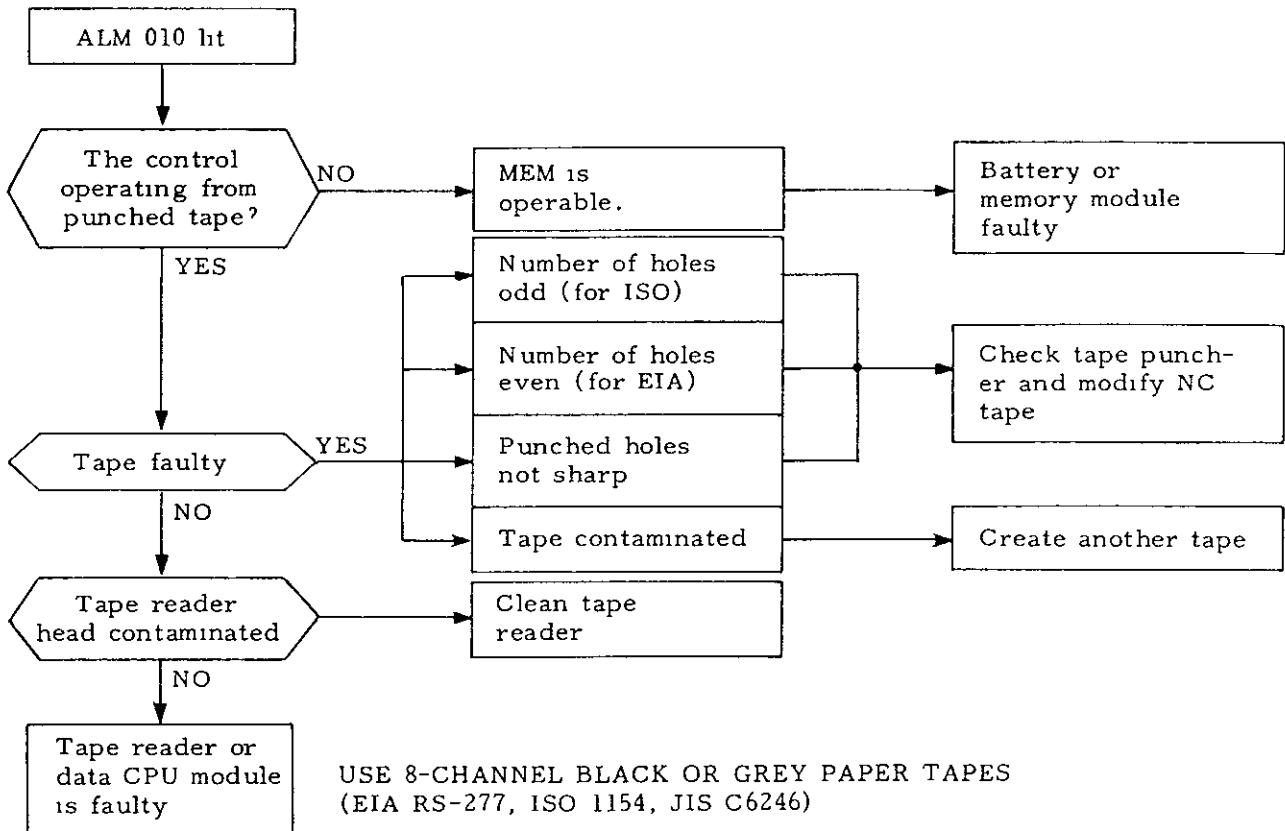 ALM 010 lit
The control
operating from
punched tape?
NO
YES
MEM is
operable.
Battery or
memory module
faulty
Number of holes
odd (for ISO)
Number of holes
even (for EIA)
Punched holes
not sharp
Tape contaminated
Check tape punch-
er and modify NC
tape
Create another tape
Tape faulty
YES
NO
Tape reader
head contaminated
NO
Clean tape
reader
Tape reader or
data CPU module
is faulty
USE 8-CHANNEL BLACK OR GREY PAPER TAPES
(EIA RS-277, ISO 1154, JIS C6246)